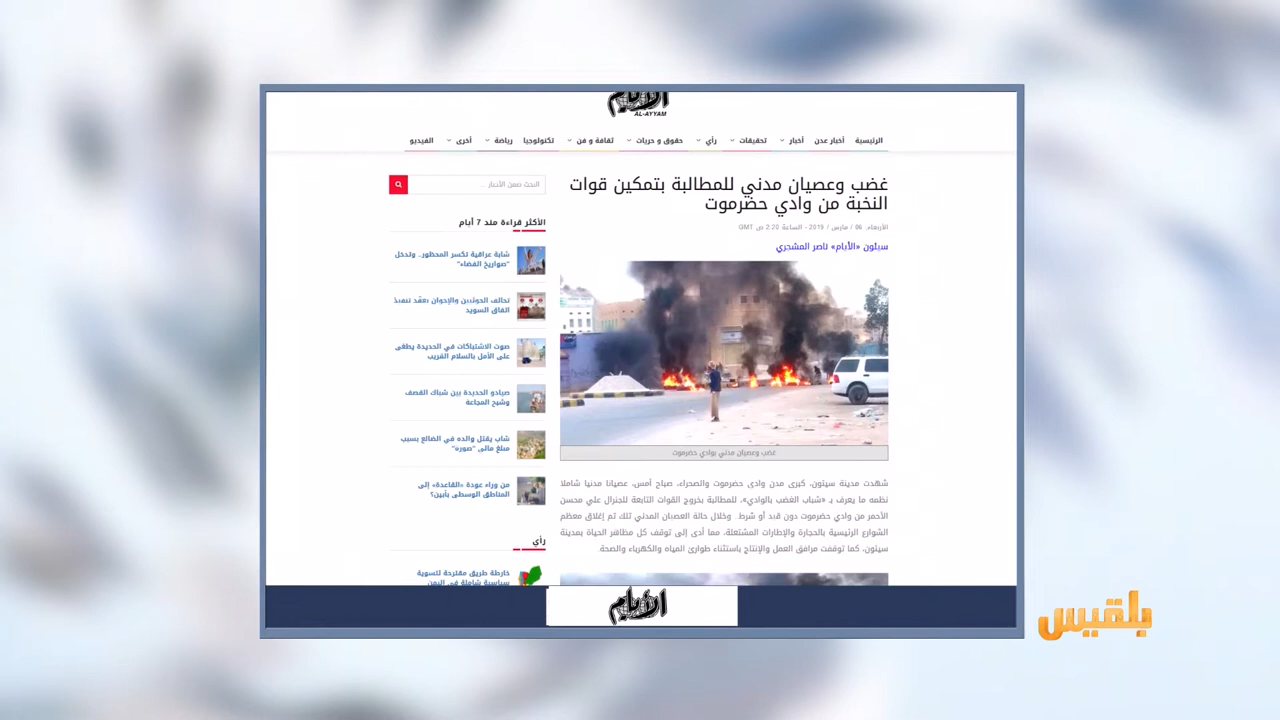 الأيام
AL-AYYAM
الرئيسية أخبار عدن أخبار تحقيقات رأي حقوق و حريات ثقافة و فن تكنولوجيا رياضة أخرى الفيديو
غضب وعصيان مدني للمطالبة بتمكين قوات
النخبة من وادي حضرموت
الأربعاء, 06 / مارس / 2019 - الساعة 2:20 ص GMT
سيئون «الأيام» ناصر المشجري
غضب وعصيان مدني بوادي حضرموت
شهدت مدينة سيئون، كبرى مدن وادي حضرموت والصحراء، صباح أمس، عصيانا مدنيا شاملا
نظمه ما يعرف بـ «شباب الغضب بالوادي»، للمطالبة بخروج القوات التابعة للجنرال علي محسن
الأحمر من وادي حضرموت دون قيد أو شرط.. وخلال حالة العصيان المدني تلك تم إغلاق معظم
الشوارع الرئيسية بالحجارة والإطارات المشتعلة، مما أدى إلى توقف كل مظاهر الحياة بمدينة
سيئون، كما توقفت مرافق العمل والإنتاج باستثناء طوارئ المياه والكهرباء والصحة.
البحث ضمن الأخبار ...
الأكثر قراءة منذ 7 أيام
شابة عراقية تكسر المحظور.. وتدخل
"صواريخ الفضاء"
تحالف الحوثيين والإخوان يعقّد تنفيذ
اتفاق السويد
صوت الاشتباكات في الحديدة يطغى
على الأمل بالسلام القريب
صيادو الحديدة بين شباك القصف
وشبح المجاعة
شاب يقتل والده في الضالع بسبب
مبلغ مالي "صوره"
من وراء عودة «القاعدة» إلى
المناطق الوسطى بأبين؟
رأي
خارطة طريق مقترحة لتسوية
سياسية شاملة في اليمن
الأيام
بلقيس